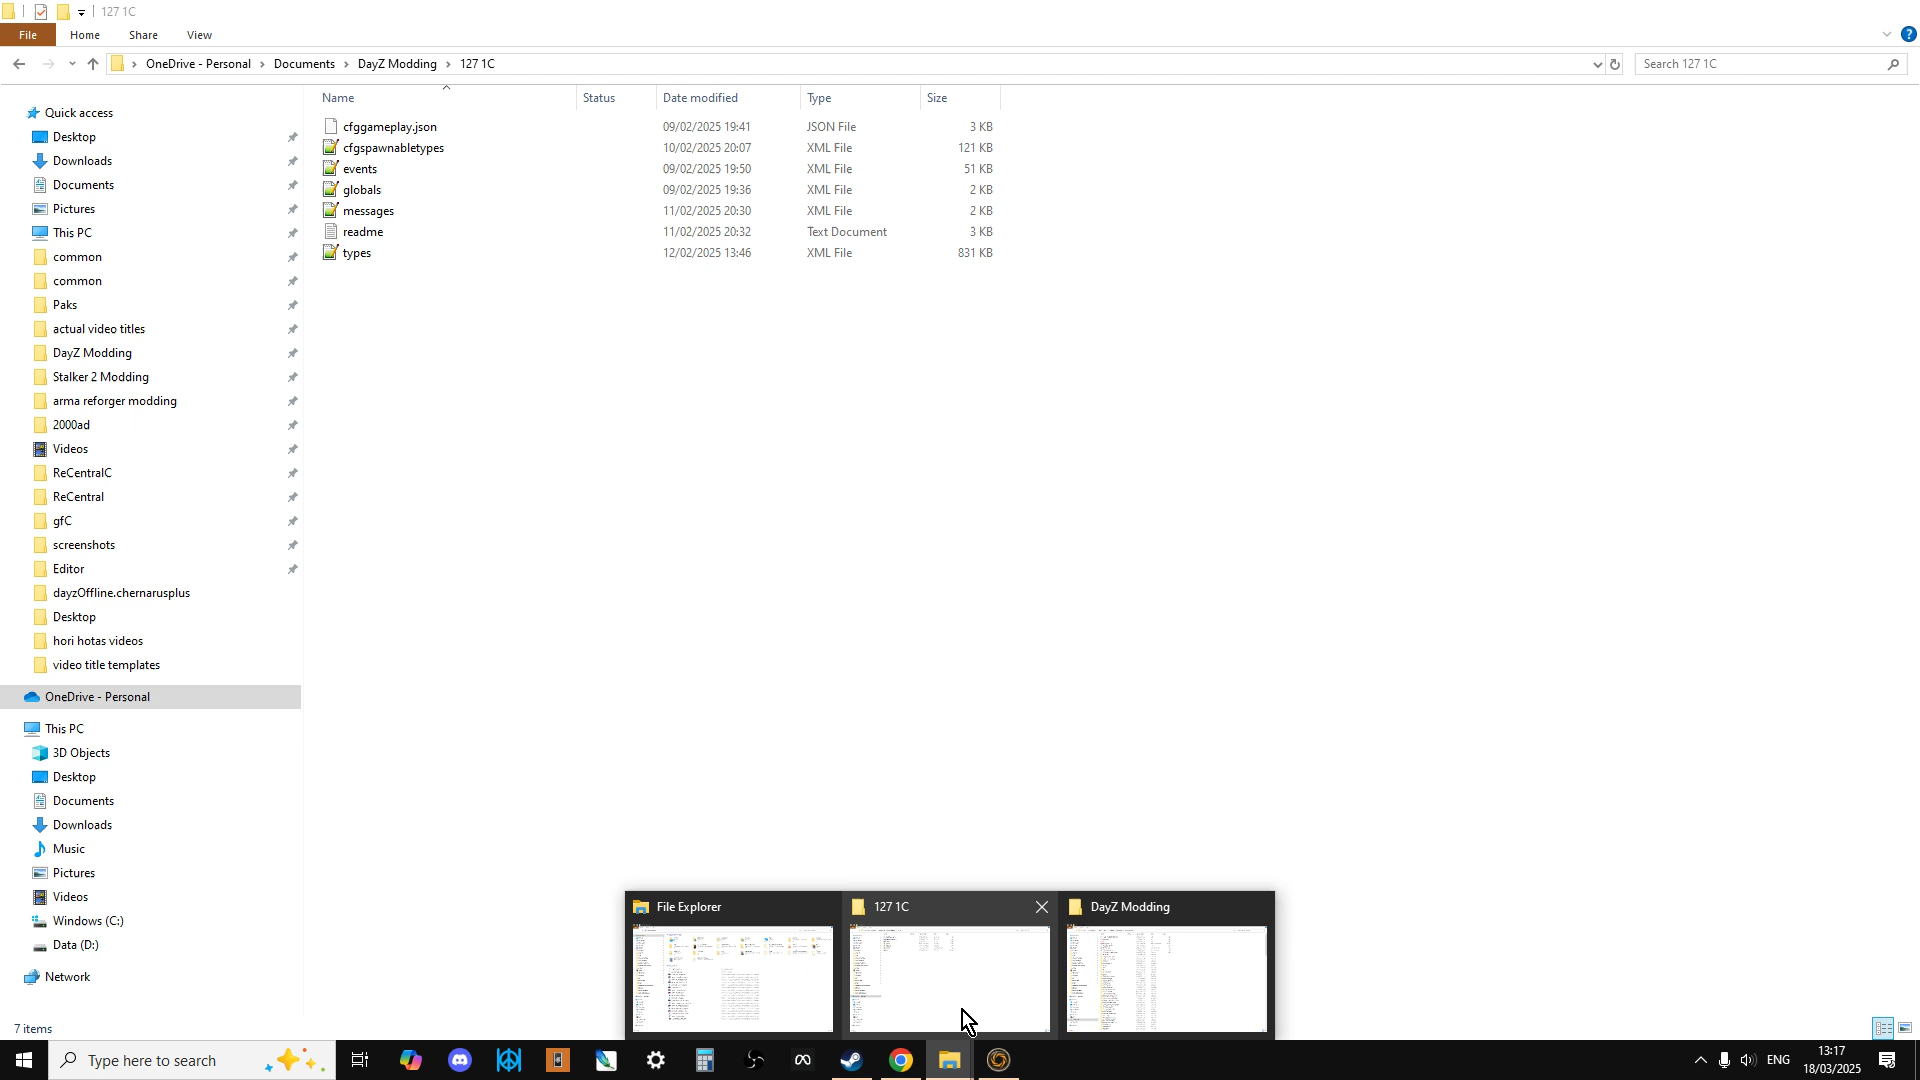 127 1C
File
Home
Share
View
OneDrive - Personal
Documents
DayZ Modding
127 1C
Search 127 1C
Name
Status
Date modified
Type
Size
cfggameplay.json
09/02/2025 19:41
JSON File
3 KB
cfgspawnabletypes
10/02/2025 20:07
XML File
121 KB
events
09/02/2025 19:50
XML File
51 KB
globals
09/02/2025 19:36
XML File
2 KB
messages
11/02/2025 20:30
XML File
2 KB
readme
11/02/2025 20:32
Text Document
3 KB
types
12/02/2025 13:46
XML File
831 KB
Quick access
Desktop
Downloads
Documents
Pictures
This PC
common
common
Paks
actual video titles
DayZ Modding
Stalker 2 Modding
arma reforger modding
2000ad
Videos
ReCentralC
ReCentral
gfC
screenshots
Editor
dayzOffline.chernarusplus
Desktop
hori hotas videos
video title templates
OneDrive - Personal
This PC
3D Objects
Desktop
Documents
Downloads
Music
Pictures
Videos
Windows (C:)
Data (D:)
Network
7 items
File Explorer
127 1C
DayZ Modding
Type here to search
ENG
13:17
18/03/2025